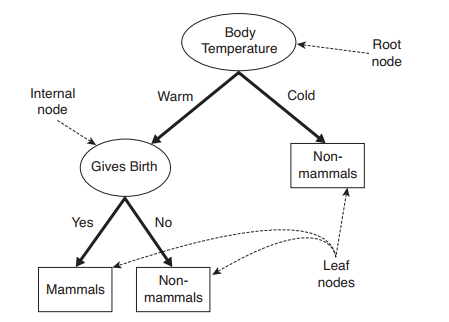 Body
Temperature
Root
node
Internal
node
Warm
Cold
Gives Birth
Non-
mammals
Yes
No
Leaf
nodes
Mammals
Non-
mammals